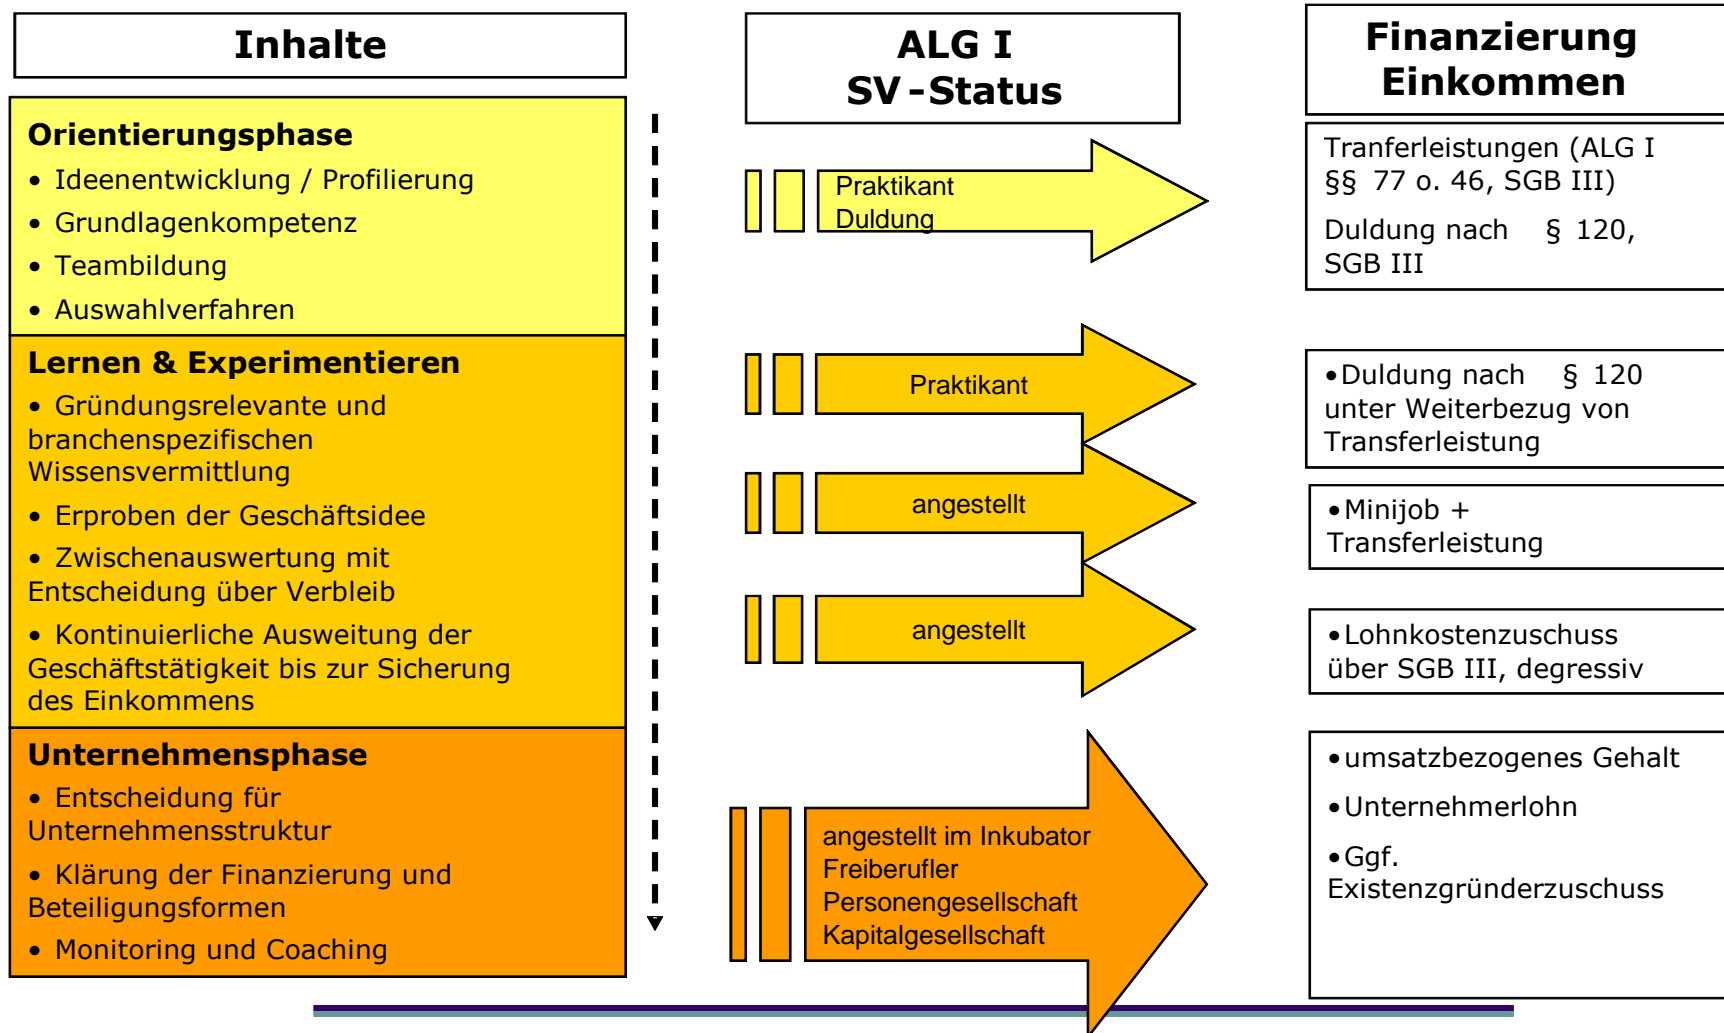 Inhalte
Orientierungsphase
• Ideenentwicklung / Profilierung
• Grundlagenkompetenz
• Teambildung
• Auswahlverfahren
Lernen & Experimentieren
• Gründungsrelevante und
branchenspezifischen
Wissensvermittlung
• Erproben der Geschäftsidee
• Zwischenauswertung mit
Entscheidung über Verbleib
• Kontinuierliche Ausweitung der
Geschäftstätigkeit bis zur Sicherung
des Einkommens
Unternehmensphase
• Entscheidung für
Unternehmensstruktur
• Klärung der Finanzierung und
Beteiligungsformen
• Monitoring und Coaching
ALG I
SV-Status
Praktikant
Duldung
Praktikant
angestellt
angestellt
angestellt im Inkubator
Freiberufler
Personengesellschaft
Kapitalgesellschaft
Finanzierung
Einkommen
Tranferleistungen (ALG I
§§ 77 o. 46, SGB III)
Duldung nach § 120,
SGB III
•Duldung nach § 120
unter Weiterbezug von
Transferleistung
•Minijob +
Transferleistung
•Lohnkostenzuschuss
über SGB III, degressiv
•umsatzbezogenes Gehalt
•Unternehmerlohn
•Ggf.
Existenzgründerzuschuss